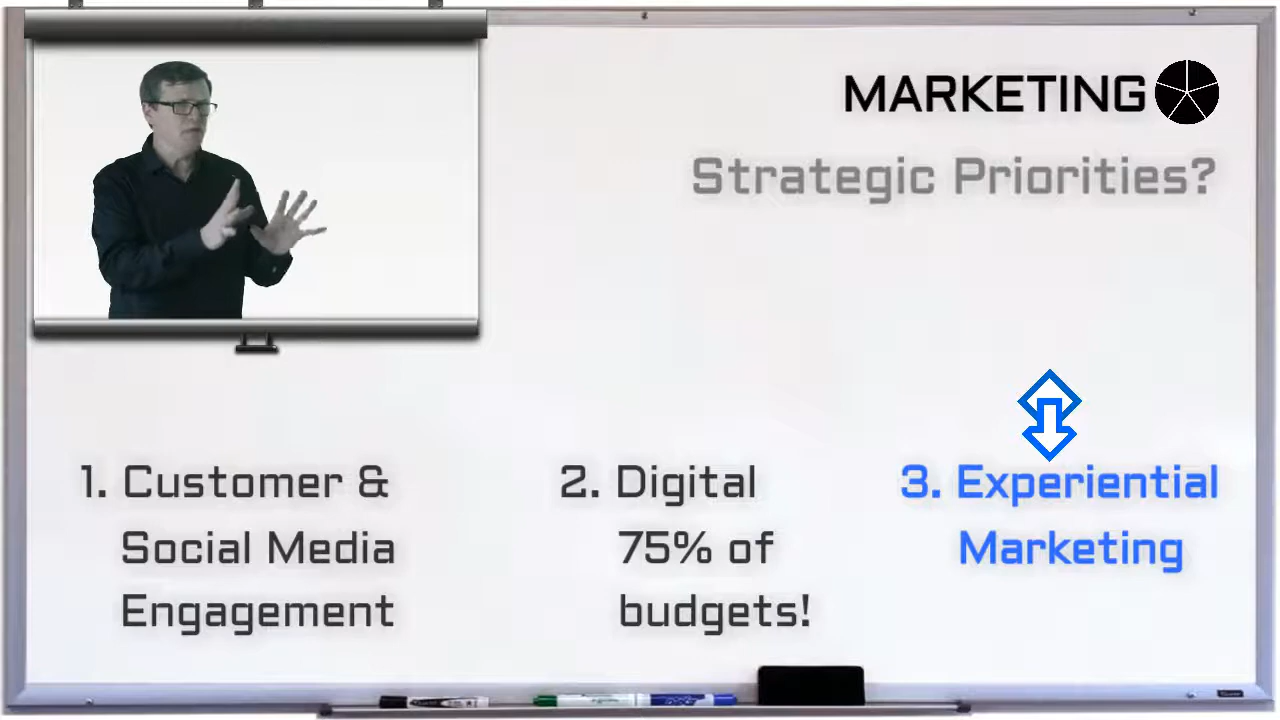 MARKETING
Strategic Priorities?
1. Customer &
Social Media
Engagement
2. Digital
75% of
budgets!
3. Experiential
Marketing